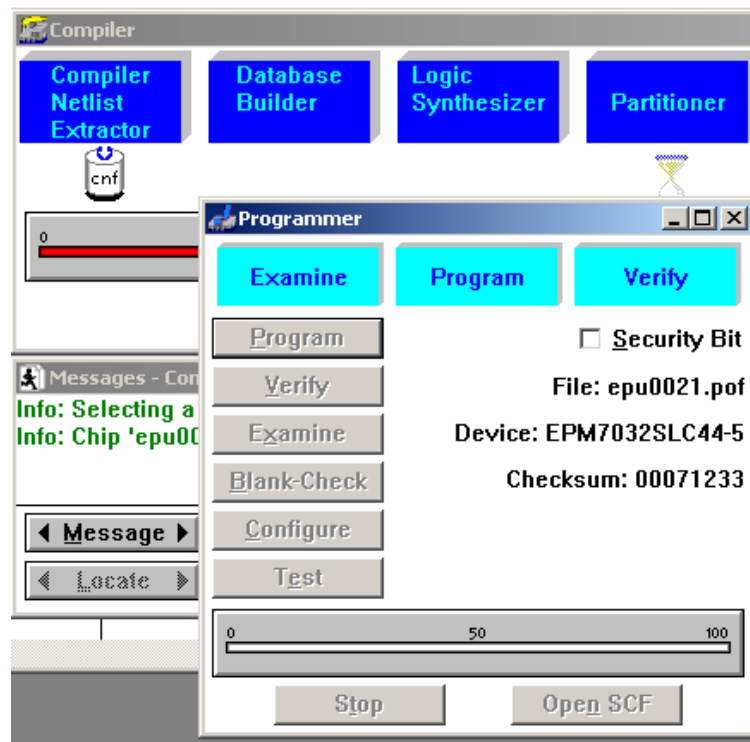 Compiler
Compiler
Netlist
Extractor
Database
Builder
Logic
Synthesizer
Partitioner
cnf
0
Messages - Con
Info: Selecting a
Info: Chip 'epu00
Message
Locate
Programmer
Examine
Program
Verify
Program
Security Bit
Verify
File: epu0021.pof
Examine
Device: EPM7032SLC44-5
Blank-Check
Checksum: 00071233
Configure
Test
0 50 100
Stop
Open SCF